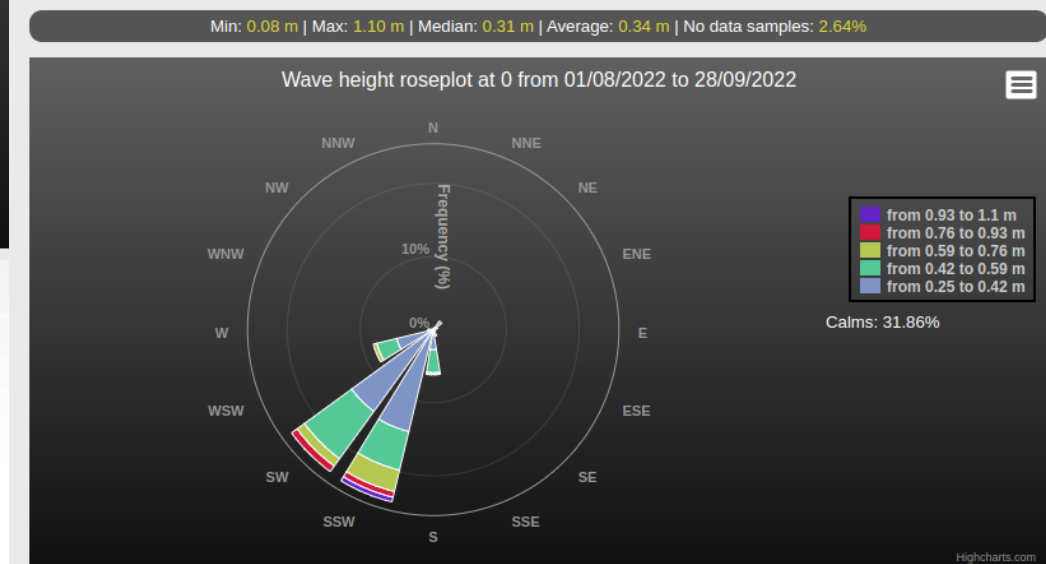 Min: 0.08 m | Max: 1.10 m | Median: 0.31 m | Average: 0.34 m | No data samples: 2.64%
Wave height roseplot at 0 from 01/08/2022 to 28/09/2022
N
NNW
NNE
NW
NE
Frequency (%)
10%
WNW
ENE
0%
W
E
WSW
ESE
SW
SE
SSW
SSE
S
from 0.93 to 1.1 m
from 0.76 to 0.93 m
from 0.59 to 0.76 m
from 0.42 to 0.59 m
from 0.25 to 0.42 m
Calms: 31.86%
Highcharts.com